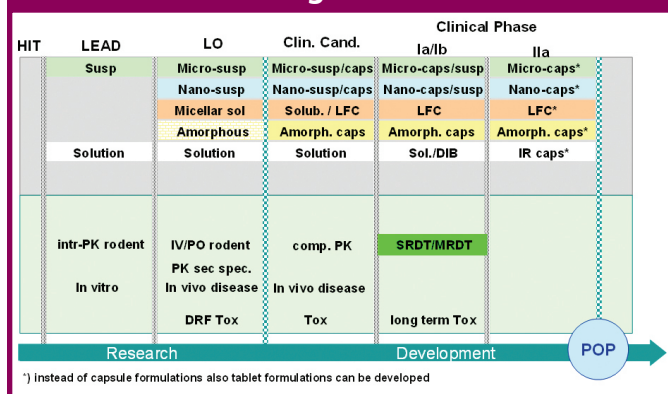 Clinical Phase
HIT LEAD LO Clin. Cand. Ia/Ib IIa
Susp Micro-susp Micro-susp/caps Micro-caps/susp Micro-caps*
Nano-susp Nano-susp/caps Nano-caps/susp Nano-caps*
Micellar sol Solub. / LFC LFC LFC*
Amorphous Amorph. caps Amorph. caps Amorph. caps*
Solution Solution Solution Sol./DIB IR caps*
intr-PK rodent IV/PO rodent comp. PK SRDT/MRDT
PK sec spec.
In vitro In vivo disease In vivo disease
DRF Tox Tox long term Tox
Research Development POP
*) instead of capsule formulations also tablet formulations can be developed